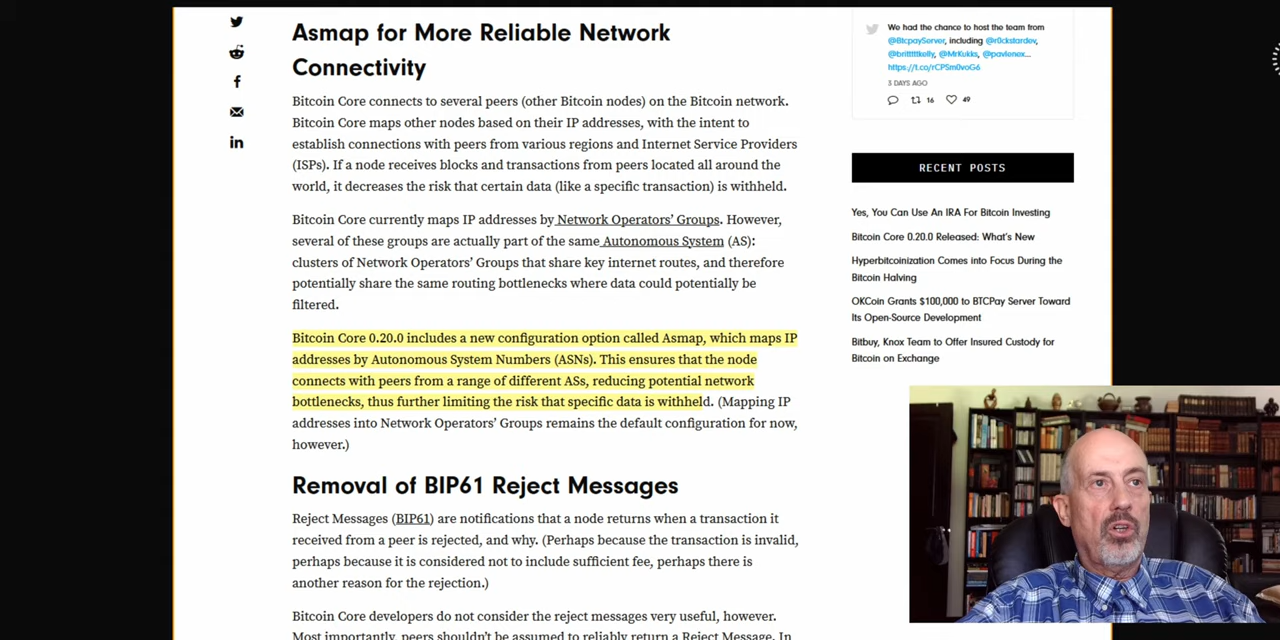 Asmap for More Reliable Network
Connectivity
Bitcoin Core connects to several peers (other Bitcoin nodes) on the Bitcoin network.
Bitcoin Core maps other nodes based on their IP addresses, with the intent to
establish connections with peers from various regions and Internet Service Providers
(ISPs). If a node receives blocks and transactions from peers located all around the
world, it decreases the risk that certain data (like a specific transaction) is withheld.
Bitcoin Core currently maps IP addresses by Network Operators’ Groups. However,
several of these groups are actually part of the same Autonomous System (AS):
clusters of Network Operators’ Groups that share key internet routes, and therefore
potentially share the same routing bottlenecks where data could potentially be
filtered.
Bitcoin Core 0.20.0 includes a new configuration option called Asmap, which maps IP
addresses by Autonomous System Numbers (ASNs). This ensures that the node
connects with peers from a range of different ASs, reducing potential network
bottlenecks, thus further limiting the risk that specific data is withheld. (Mapping IP
addresses into Network Operators’ Groups remains the default configuration for now,
however.)
Removal of BIP61 Reject Messages
Reject Messages (BIP61) are notifications that a node returns when a transaction it
received from a peer is rejected, and why. (Perhaps because the transaction is invalid,
perhaps because it is considered not to include sufficient fee, perhaps there is
another reason for the rejection.)
Bitcoin Core developers do not consider the reject messages very useful, however.
Most importantly, peers shouldn’t be assumed to reliably return a Reject Message. In
We had the chance to host the team from
@BtcpayServer, including @r0ckstardev,
@britttttkelly, @MrKukks, @pavlenex…
https://t.co/rCPSm0voG6
3 DAYS AGO
16 49
RECENT POSTS
Yes, You Can Use An IRA For Bitcoin Investing
Bitcoin Core 0.20.0 Released: What’s New
Hyperbitcoinization Comes into Focus During the
Bitcoin Halving
OKCoin Grants $100,000 to BTCPay Server Toward
Its Open-Source Development
Bitbuy, Knox Team to Offer Insured Custody for
Bitcoin on Exchange